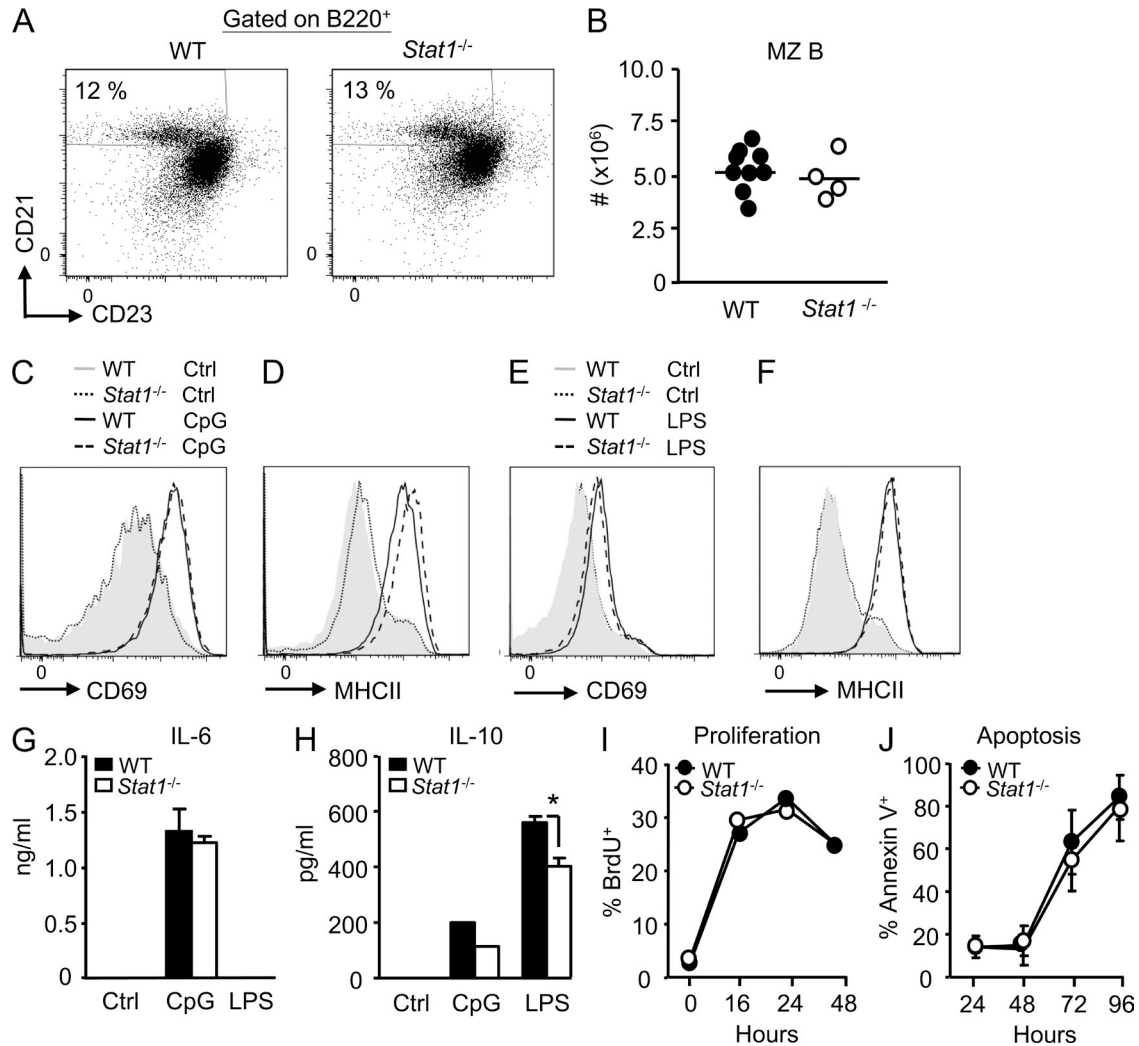 A
Gated on B220+
WT
Stat1-/-
12 %
13 %
CD21
0
0
0
0
CD23
B
MZ B
# (x10⁶)
10.0
7.5
5.0
2.5
0
WT
Stat1-/-
C
WT Ctrl
Stat1-/- Ctrl
WT CpG
Stat1-/- CpG
0
CD69
D
0
MHCII
E
WT Ctrl
Stat1-/- Ctrl
WT LPS
Stat1-/- LPS
0
CD69
F
0
MHCII
G
IL-6
WT
Stat1-/-
ng/ml
2.0
1.5
1.0
0.5
0
Ctrl CpG LPS
H
IL-10
WT
Stat1-/-
*
pg/ml
800
600
400
200
0
Ctrl CpG LPS
I
Proliferation
WT
Stat1-/-
% BrdU+
40
30
20
10
0
0 16 24 48
Hours
J
Apoptosis
WT
Stat1-/-
% Annexin V+
100
80
60
40
20
0
24 48 72 96
Hours